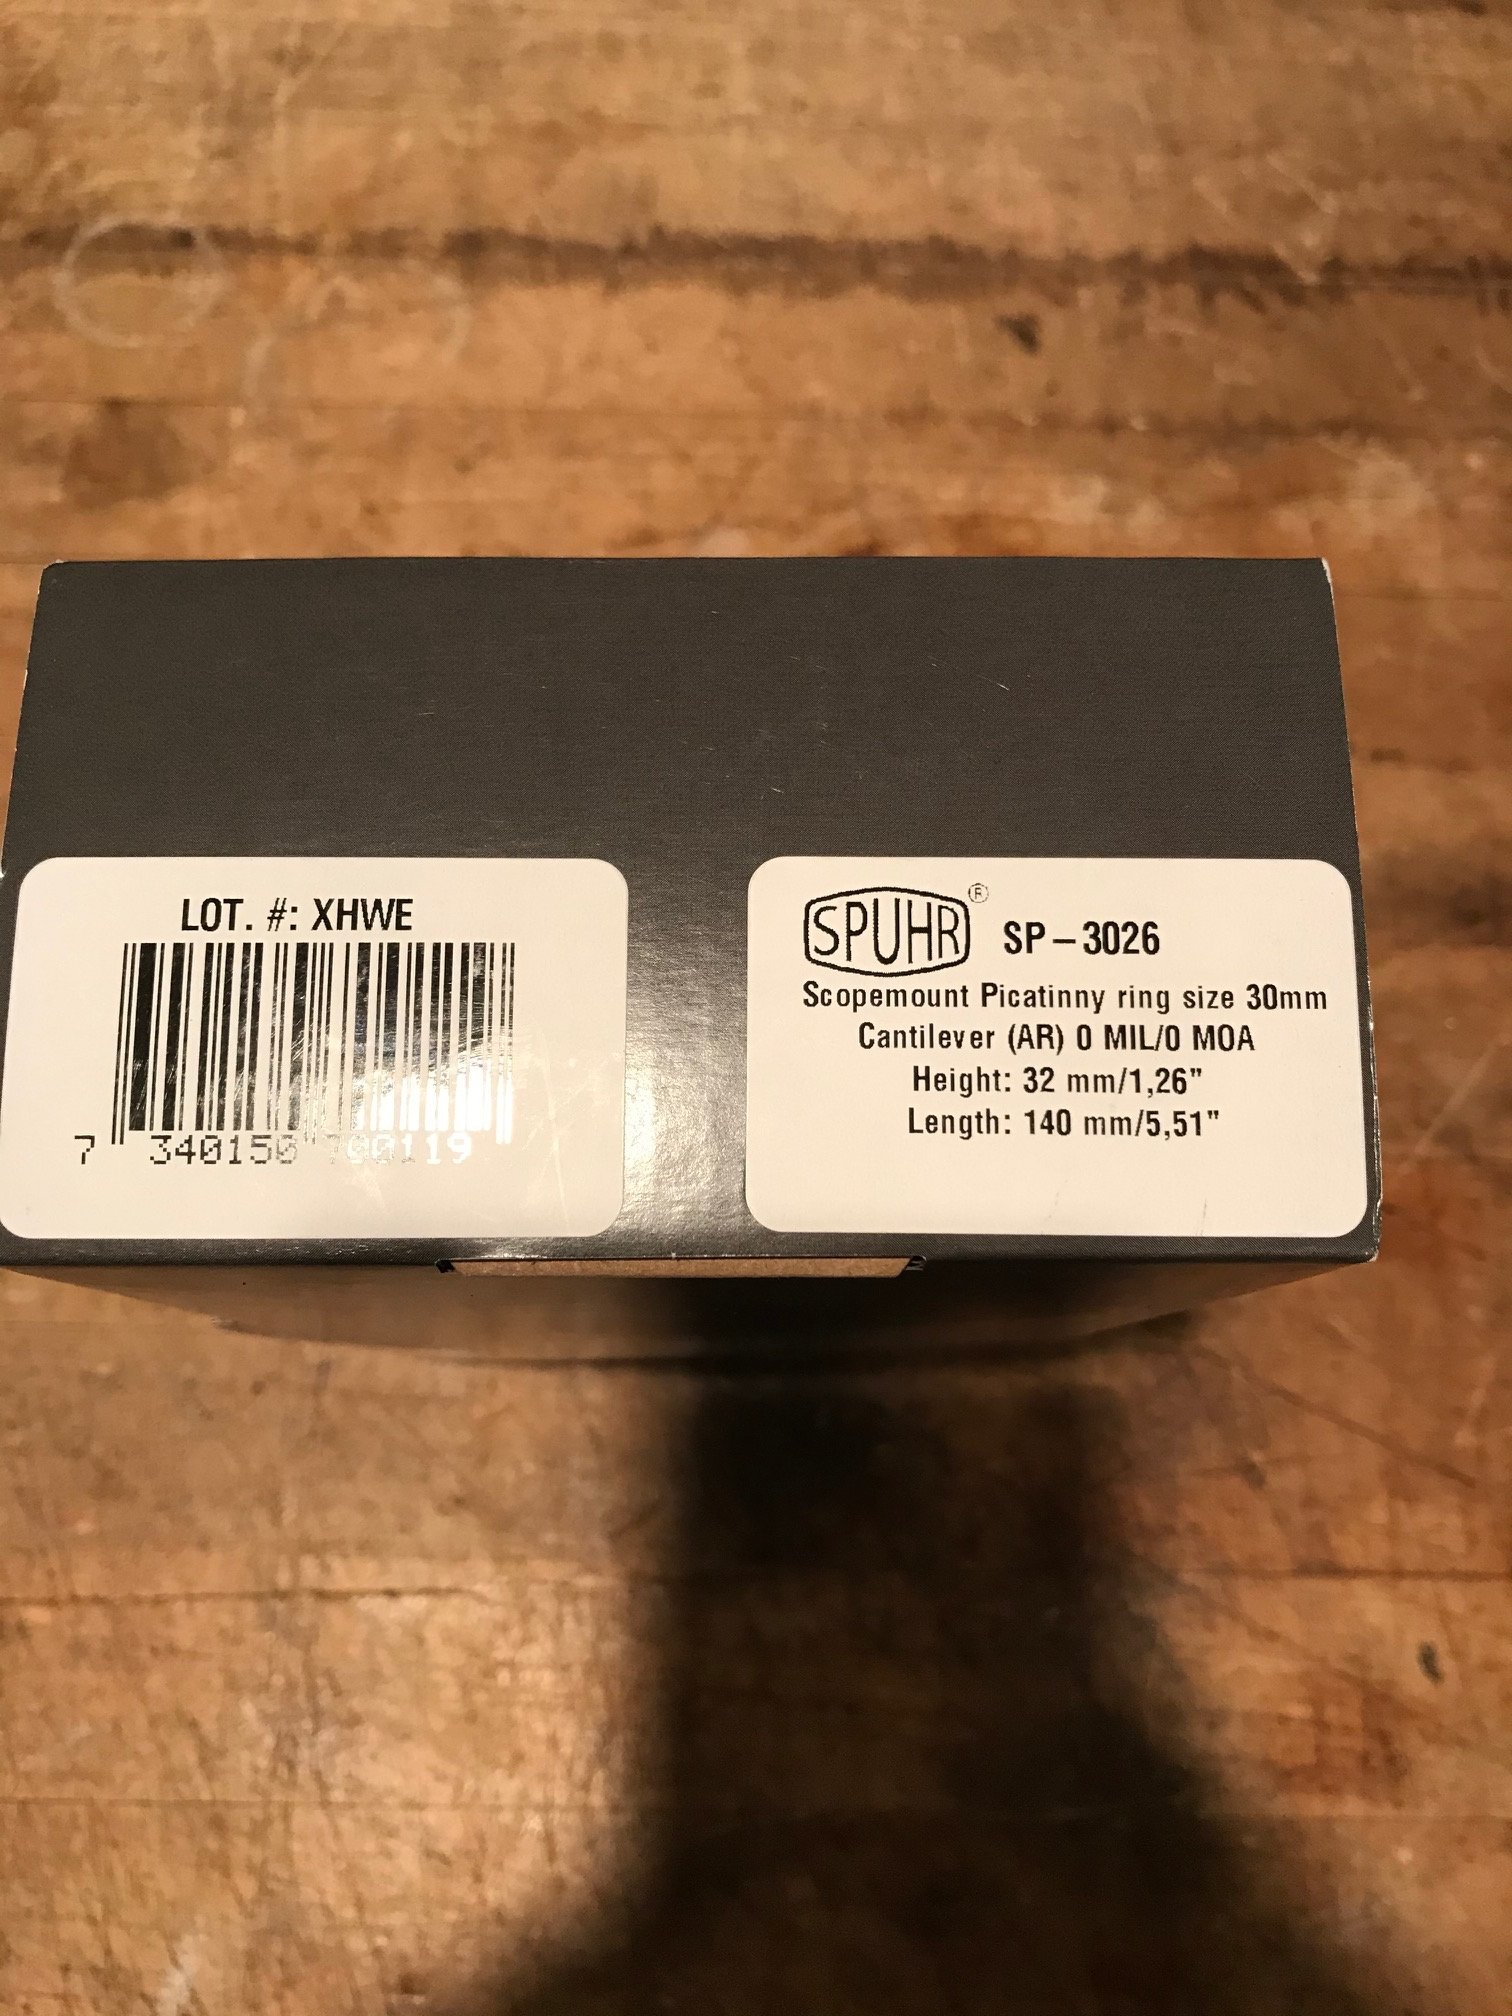 LOT. #: XHWE
7 340150 700119
SPUHR® SP-3026
Scopemount Picatinny ring size 30mm
Cantilever (AR) 0 MIL/0 MOA
Height: 32 mm/1,26"
Length: 140 mm/5,51"